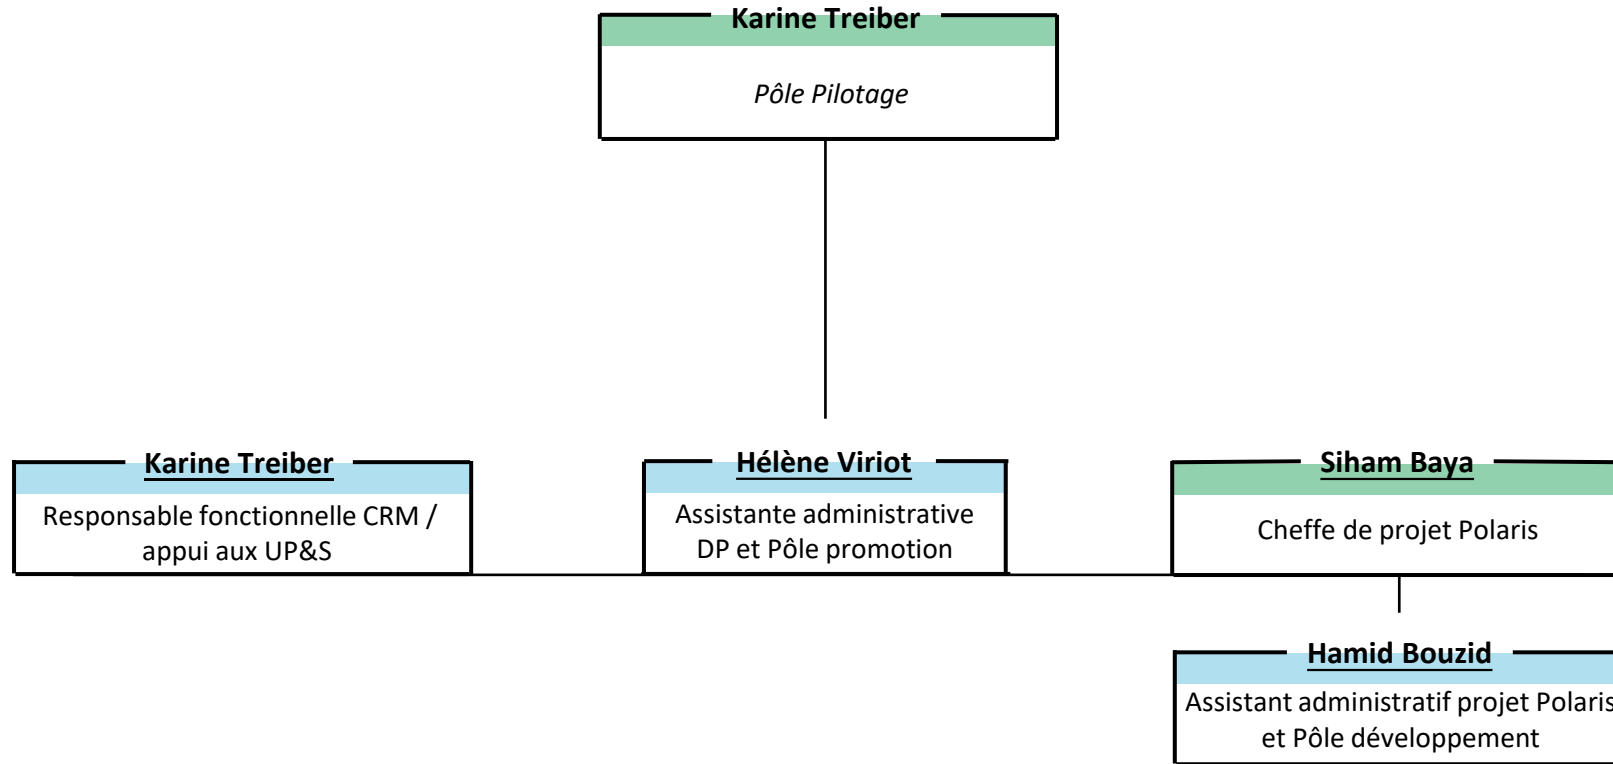 Karine Treiber
Pôle Pilotage
Karine Treiber
Responsable fonctionnelle CRM /
appui aux UP&S
Hélène Viriot
Assistante administrative
DP et Pôle promotion
Siham Baya
Cheffe de projet Polaris
Hamid Bouzid
Assistant administratif projet Polaris
et Pôle développement